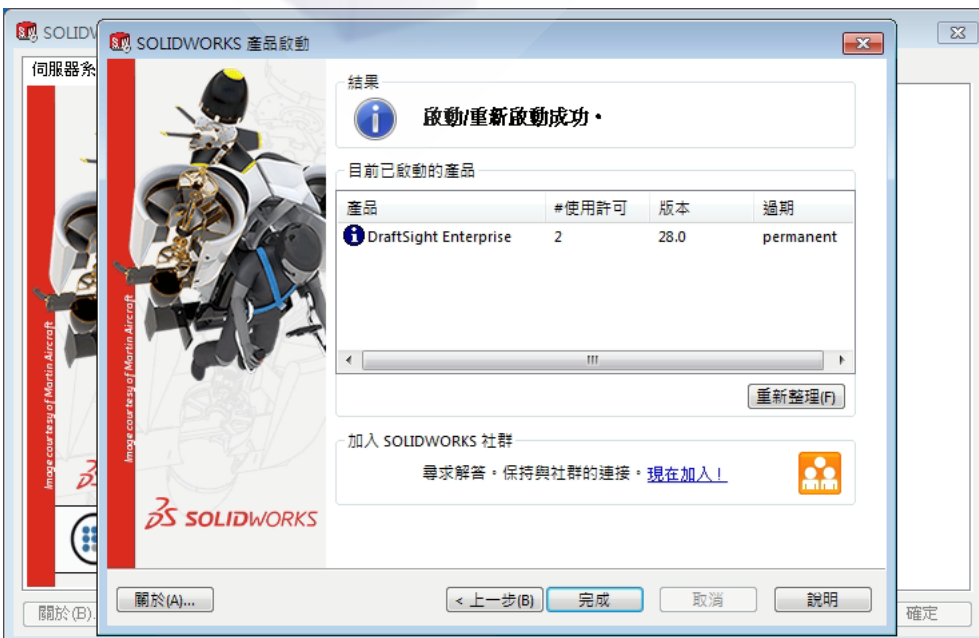 SOLIDW
SOLIDWORKS 產品啟動
伺服器系
結果
啟動/重新啟動成功。
目前已啟動的產品
產品 #使用許可 版本 過期
DraftSight Enterprise 2 28.0 permanent
重新整理(F)
加入 SOLIDWORKS 社群
尋求解答。保持與社群的連接。現在加入!
Image courtesy of Martin Aircraft
Image courtesy of Martin Aircraft
SOLIDWORKS
關於(A)...
< 上一步(B)
完成
取消
說明
關於(B).
確定